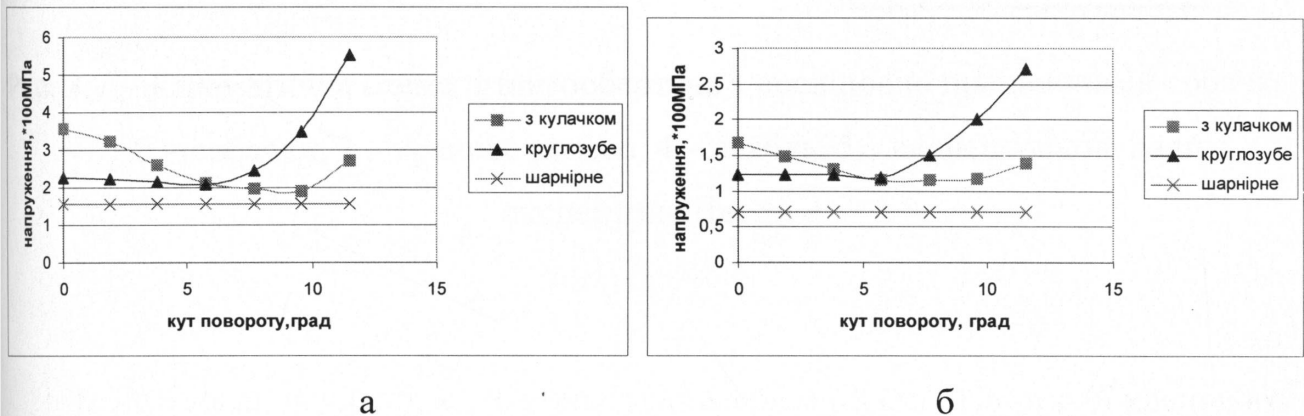 6
5
4
3
2
1
0
напруження,*100МПа
0 5 10 15
кут повороту,град
з кулачком
круглозубе
шарнірне
а
3
2,5
2
1,5
1
0,5
0
напруження,*100МПа
0 5 10 15
кут повороту, град
з кулачком
круглозубе
шарнірне
б